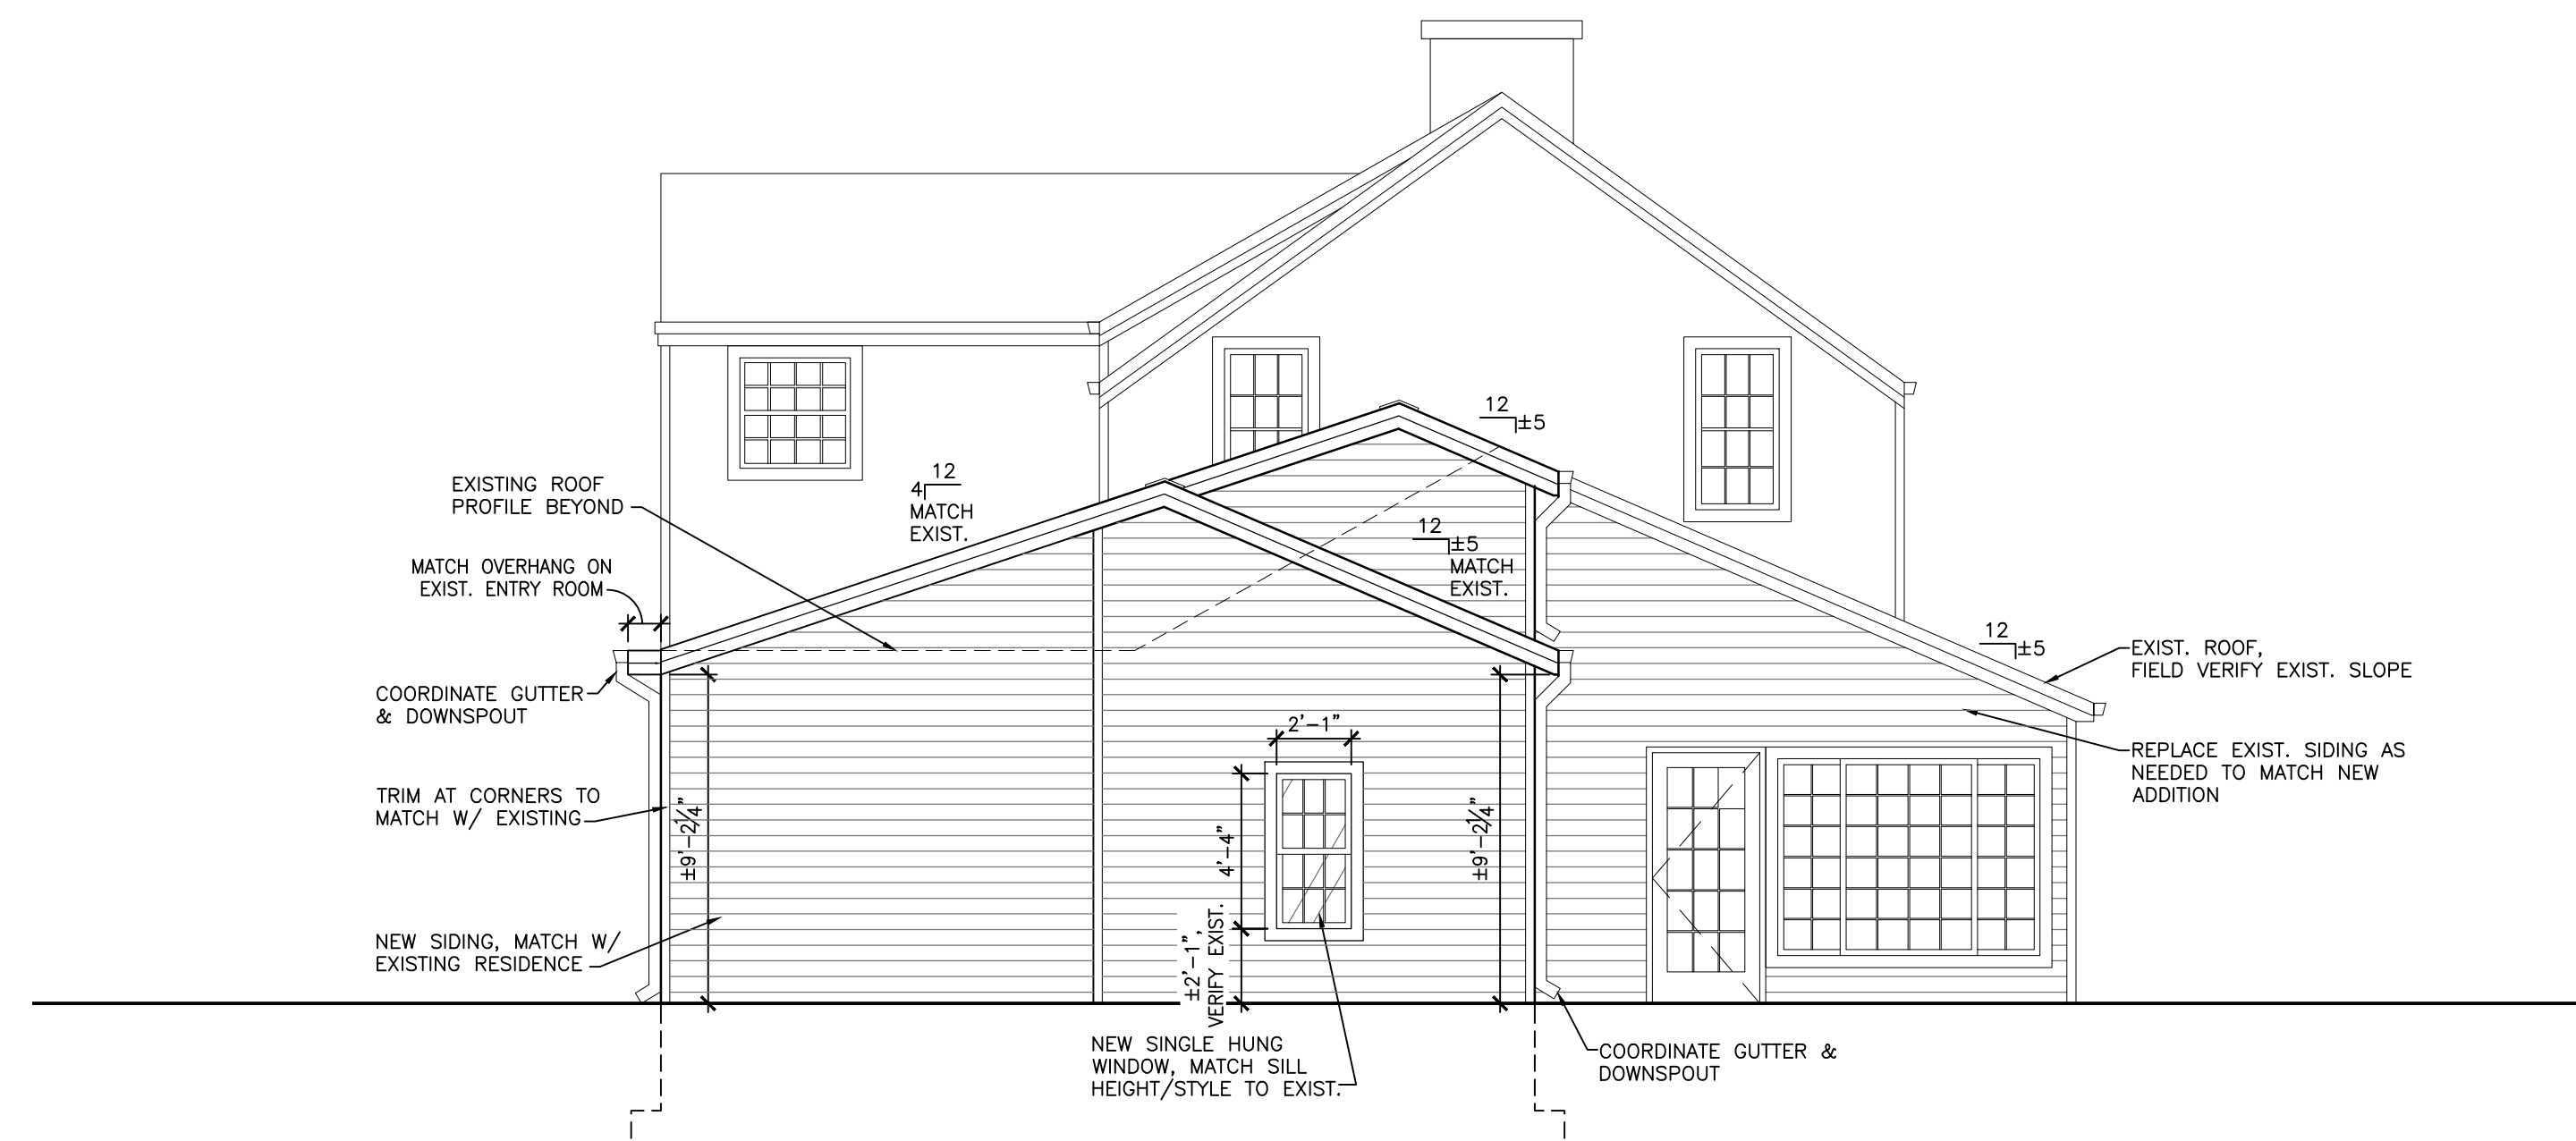 12
±5
12
4
MATCH
EXIST.
EXISTING ROOF
PROFILE BEYOND
12
±5
MATCH
EXIST.
MATCH OVERHANG ON
EXIST. ENTRY ROOM
12
±5
EXIST. ROOF,
FIELD VERIFY EXIST. SLOPE
COORDINATE GUTTER
& DOWNSPOUT
2'-1"
REPLACE EXIST. SIDING AS
NEEDED TO MATCH NEW
ADDITION
TRIM AT CORNERS TO
MATCH W/ EXISTING
±9'-2¼"
4'-4"
±9'-2¼"
NEW SIDING, MATCH W/
EXISTING RESIDENCE
±2'-1",
VERIFY EXIST.
NEW SINGLE HUNG
WINDOW, MATCH SILL
HEIGHT/STYLE TO EXIST.
COORDINATE GUTTER &
DOWNSPOUT